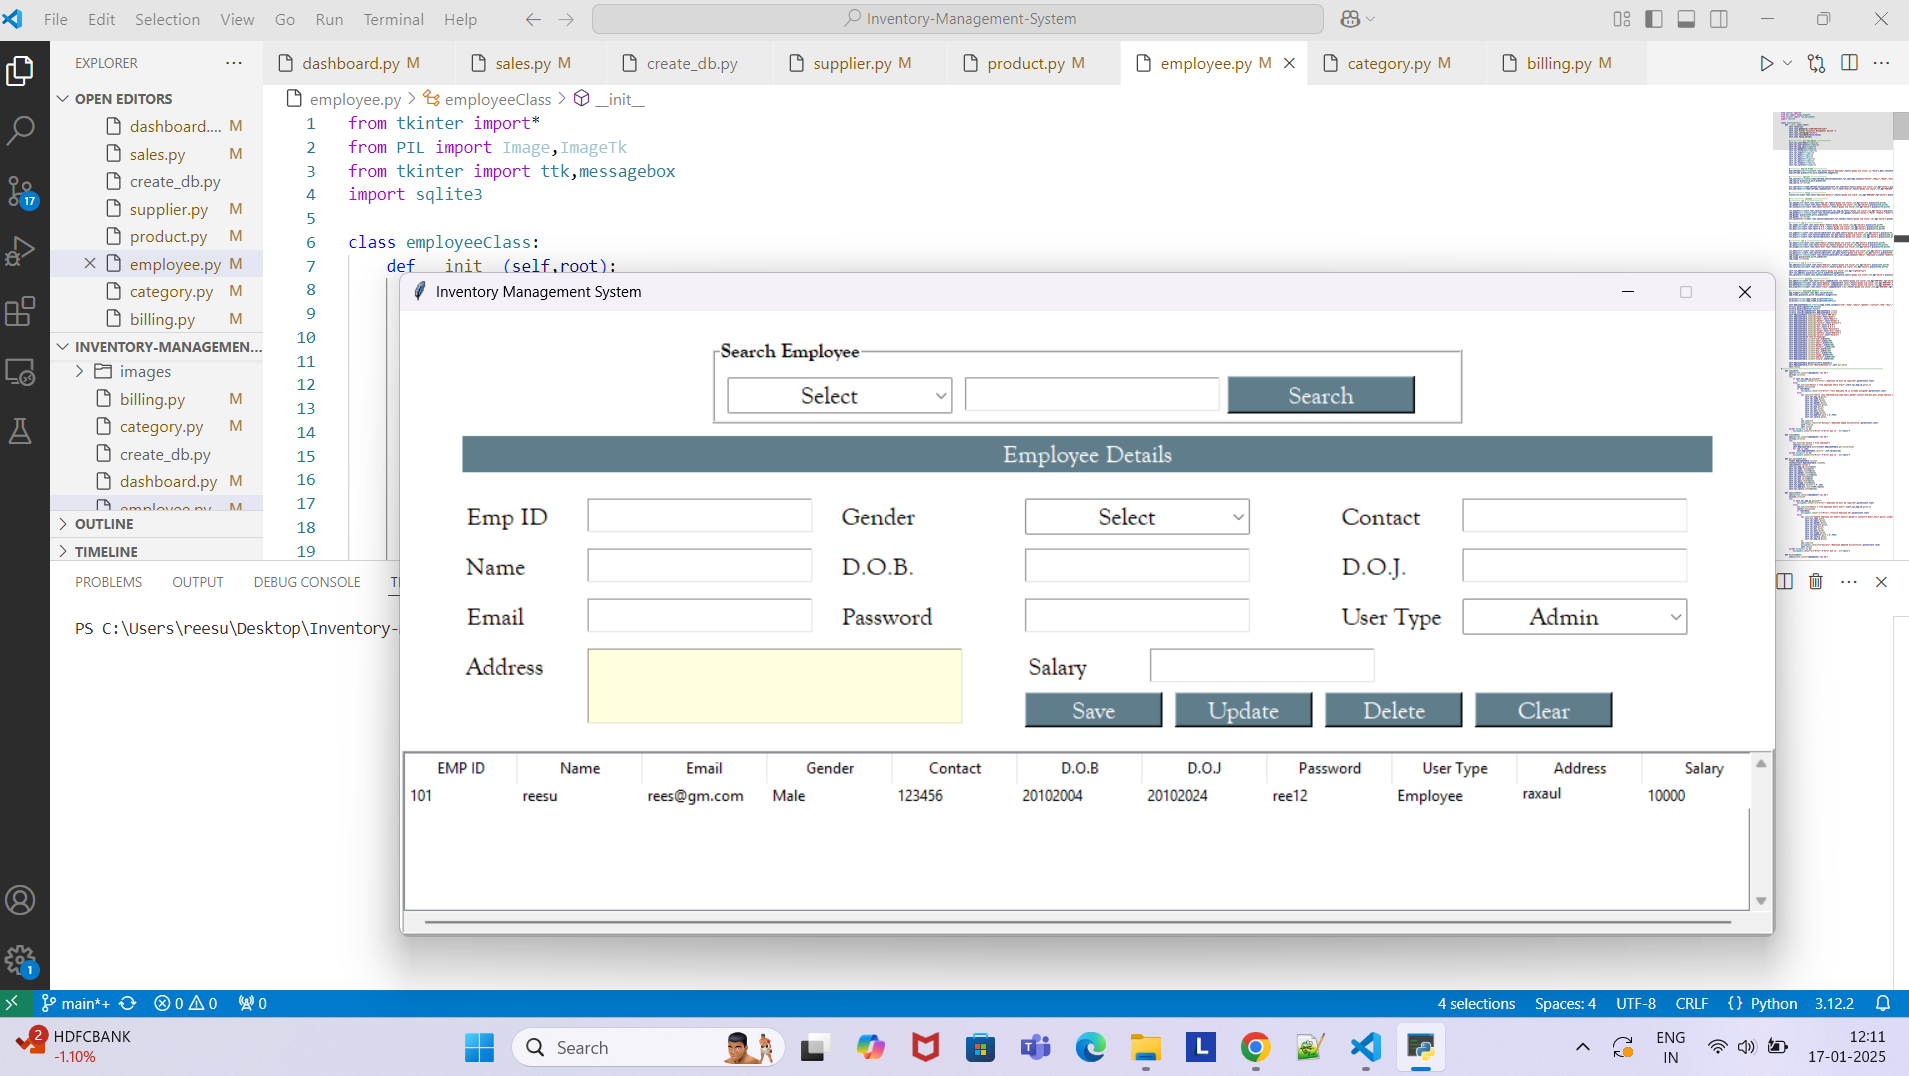 File Edit Selection View Go Run Terminal Help
Inventory-Management-System
EXPLORER
dashboard.py M
sales.py M
create_db.py
supplier.py M
product.py M
employee.py M
category.py M
billing.py M
OPEN EDITORS
dashboard.... M
sales.py M
create_db.py
supplier.py M
product.py M
employee.py M
category.py M
billing.py M
INVENTORY-MANAGEMEN...
images
billing.py M
category.py M
create_db.py
dashboard.py M
employee.py M
OUTLINE
TIMELINE
17
1
employee.py > employeeClass > __init__
1 from tkinter import*
2 from PIL import Image,ImageTk
3 from tkinter import ttk,messagebox
4 import sqlite3
5
6 class employeeClass:
7 def __init__(self,root):
8
9
10
11
12
13
14
15
16
17
18
19
PROBLEMS OUTPUT DEBUG CONSOLE
PS C:\Users\reesu\Desktop\Inventory-
Inventory Management System
Search Employee
Select Search
Employee Details
Emp ID Gender Select Contact
Name D.O.B. D.O.J.
Email Password User Type Admin
Address Salary
Save Update Delete Clear
EMP ID Name Email Gender Contact D.O.B D.O.J Password User Type Address Salary
101 reesu rees@gm.com Male 123456 20102004 20102024 ree12 Employee raxaul 10000
main*+ 0 0 0
4 selections Spaces: 4 UTF-8 CRLF {} Python 3.12.2
2 HDFCBANK
-1.10%
Search
L
ENG
IN
12:11
17-01-2025